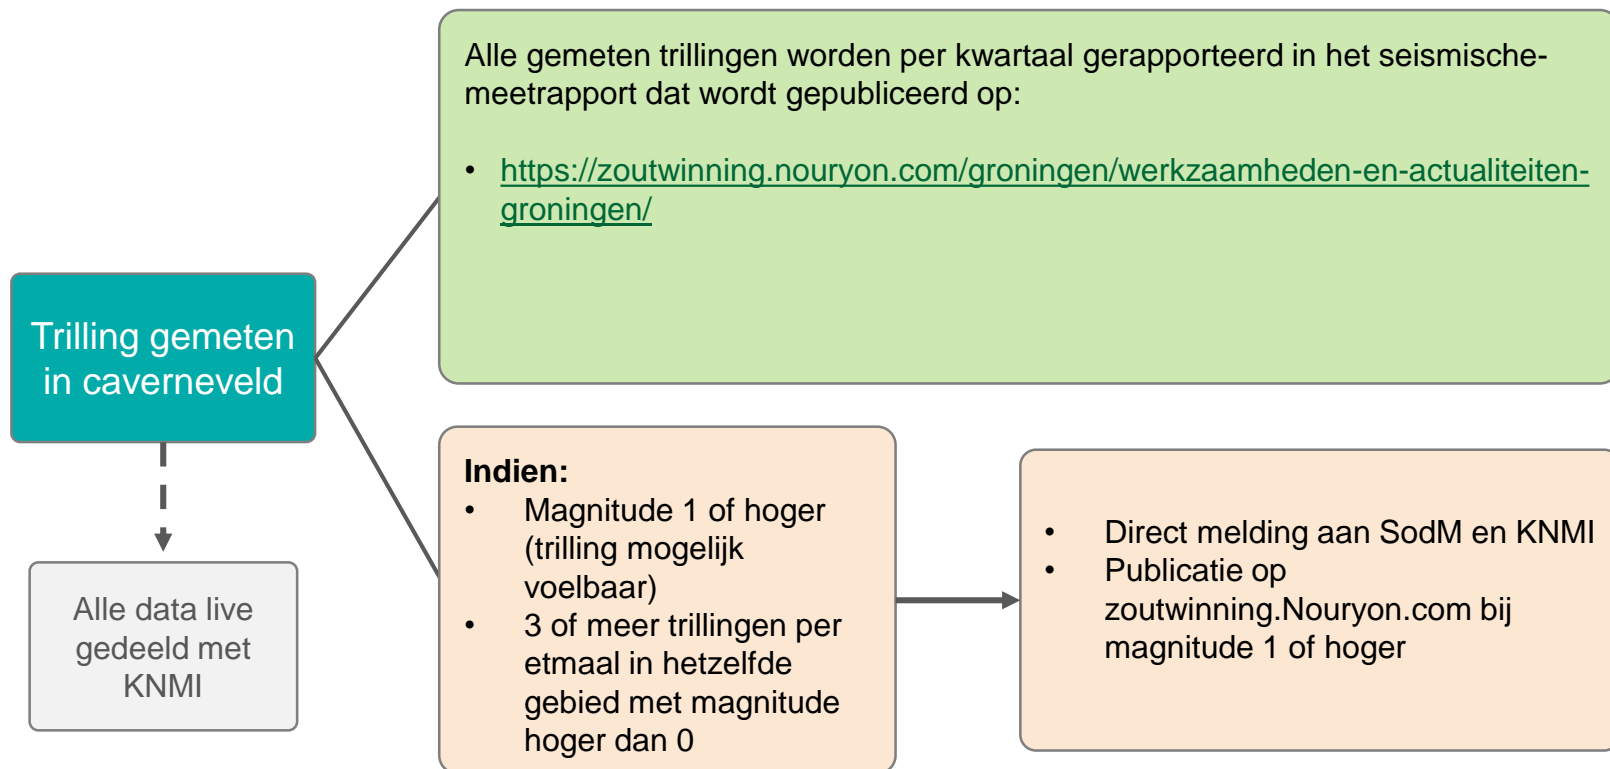 Alle gemeten trillingen worden per kwartaal gerapporteerd in het seismische-
meetrapport dat wordt gepubliceerd op:
• https://zoutwinning.nouryon.com/groningen/werkzaamheden-en-actualiteiten-
groningen/
Trilling gemeten
in caverneveld
Alle data live
gedeeld met
KNMI
Indien:
• Magnitude 1 of hoger
(trilling mogelijk
voelbaar)
• 3 of meer trillingen per
etmaal in hetzelfde
gebied met magnitude
hoger dan 0
• Direct melding aan SodM en KNMI
• Publicatie op
zoutwinning.Nouryon.com bij
magnitude 1 of hoger